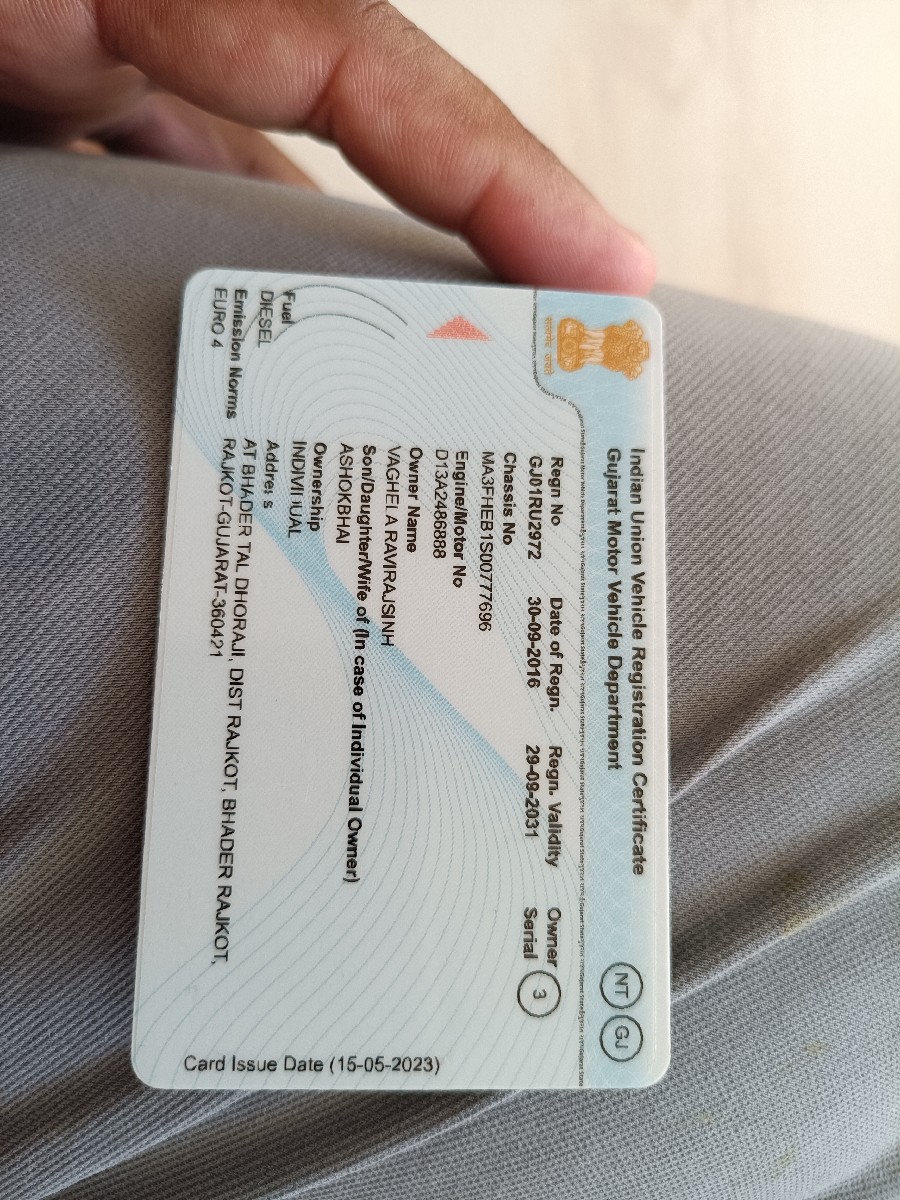 Indian Union Vehicle Registration Certificate
Gujarat Motor Vehicle Department
NT GJ
सत्यमेव जयते
Regn No Date of Regn. Regn. Validity Owner
GJ01RU2972 30-09-2016 29-09-2031 Serial 3
Chassis No
MA3FHEB1S00777696
Engine/Motor No
D13A2486888
Owner Name
VAGHELA RAVIRAJSINH
Son/Daughter/Wife of (In case of Individual Owner)
ASHOKBHAI
Fuel
DIESEL
Emission Norms
EURO 4
Ownership
INDIVIDUAL
Address
AT BHADER TAL DHORAJI, DIST RAJKOT, BHADER RAJKOT,
RAJKOT-GUJARAT-360421
Card Issue Date (15-05-2023)